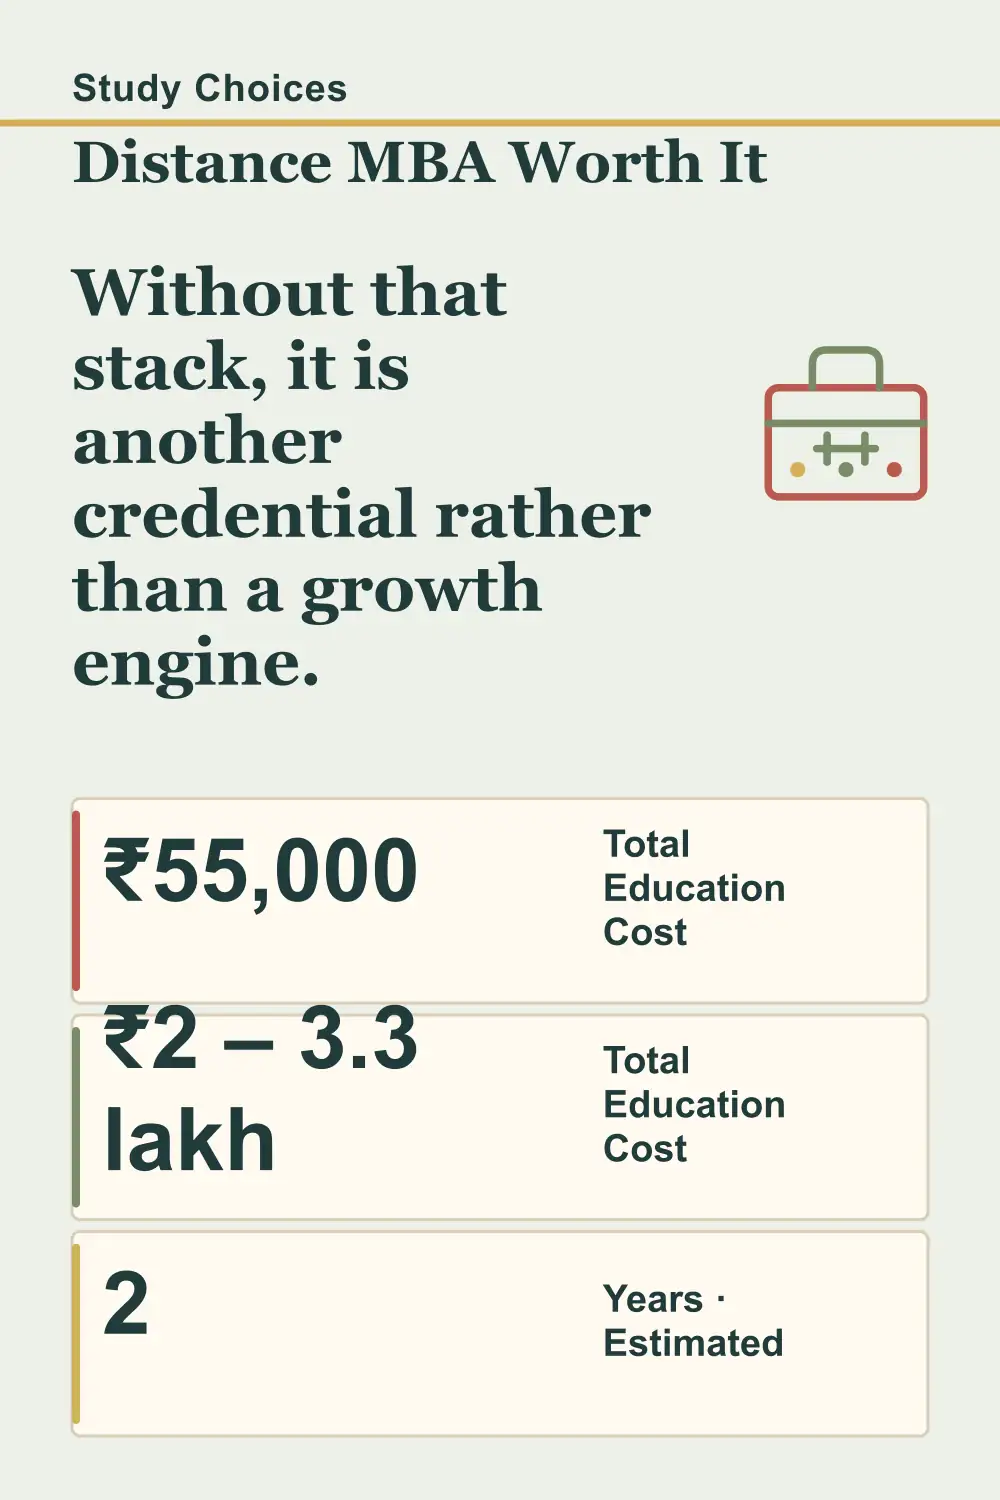 Study Choices
Distance MBA Worth It
Without that
stack, it is
another
credential rather
than a growth
engine.
₹55,000
Total
Education
Cost
₹2 – 3.3
lakh
Total
Education
Cost
2
Years ·
Estimated